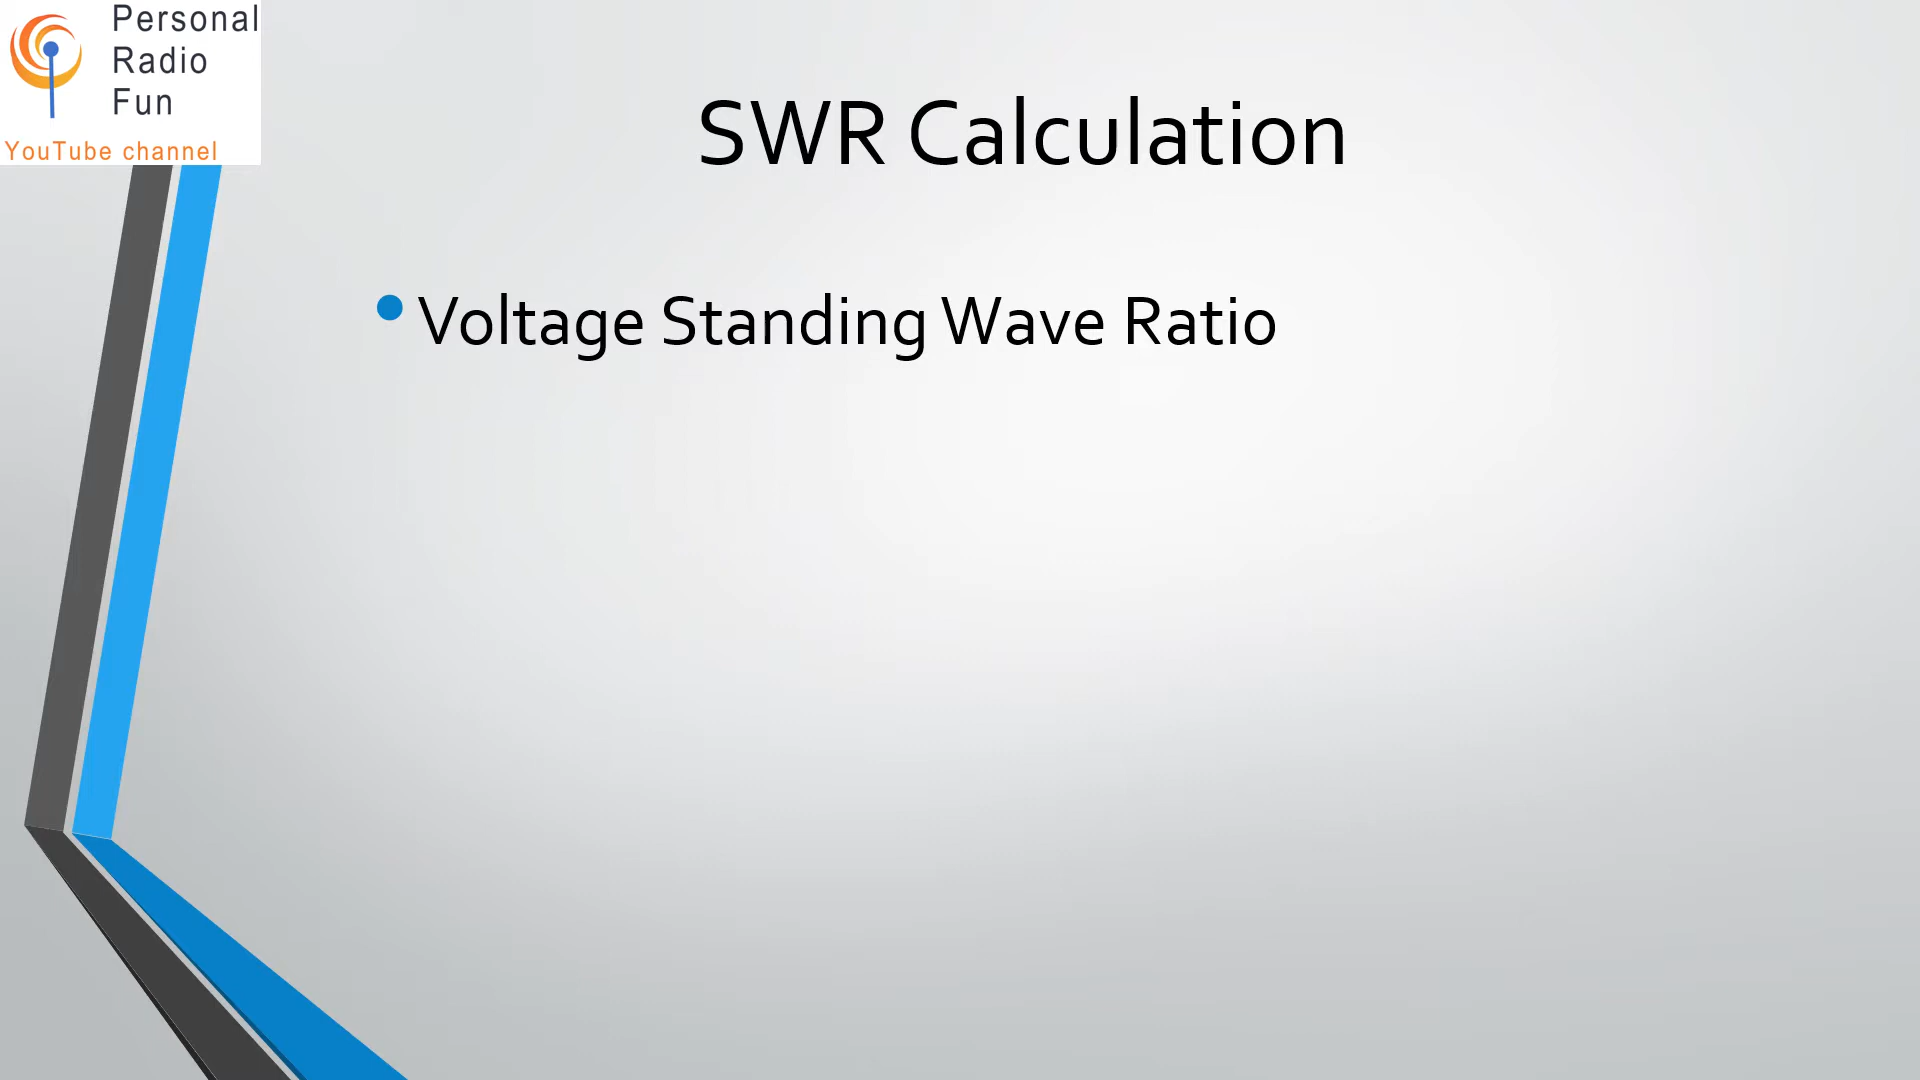 Personal
Radio
Fun
YouTube channel
SWR Calculation
• Voltage Standing Wave Ratio